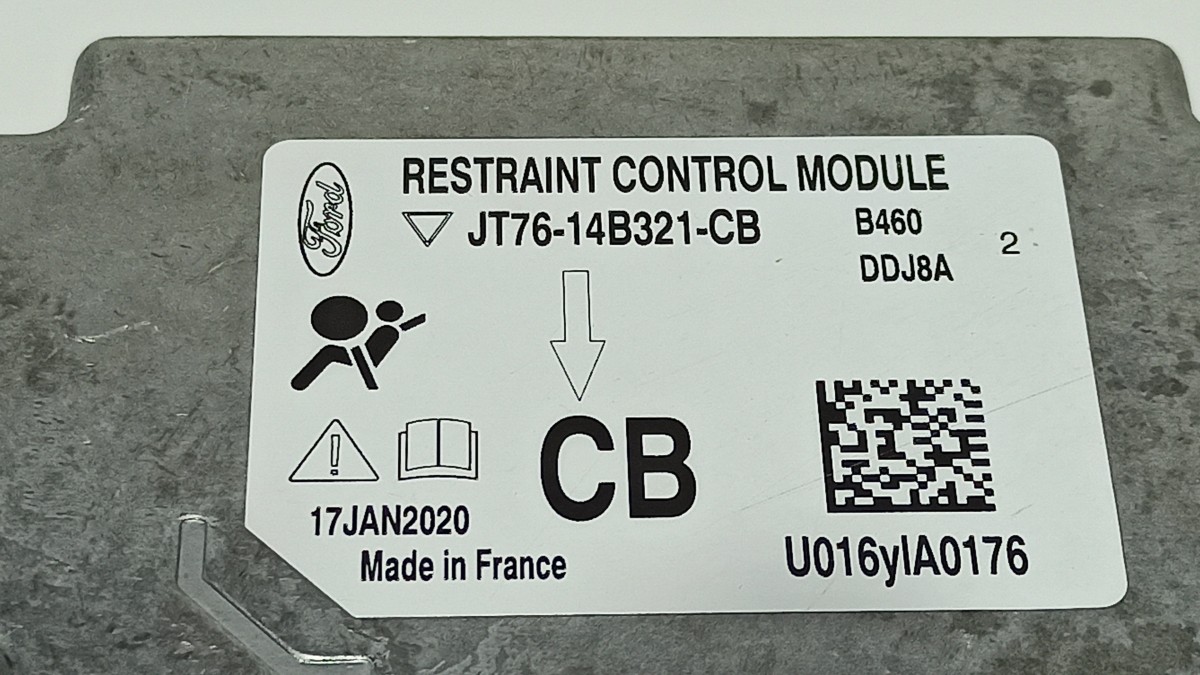 Ford
RESTRAINT CONTROL MODULE
JT76-14B321-CB
B460
DDJ8A
2
CB
17JAN2020
Made in France
U016yIA0176